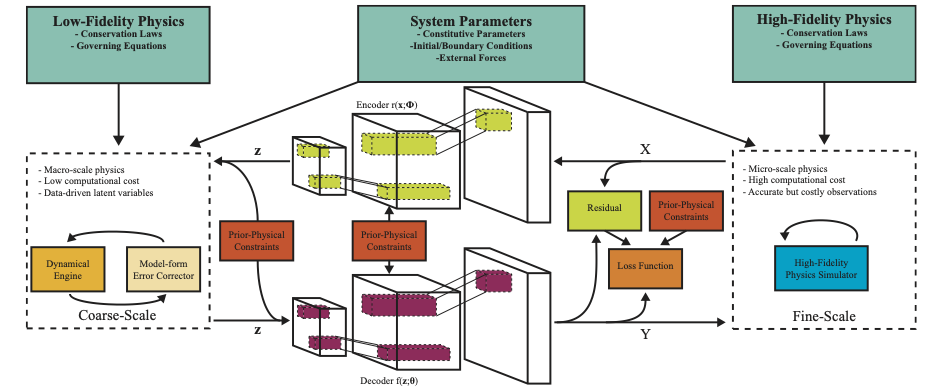 Low-Fidelity Physics
- Conservation Laws
- Governing Equations
System Parameters
- Constitutive Parameters
-Initial/Boundary Conditions
-External Forces
High-Fidelity Physics
- Conservation Laws
- Governing Equations
Encoder r(x;Φ)
z
X
- Macro-scale physics
- Low computational cost
- Data-driven latent variables
- Micro-scale physics
- High computational cost
- Accurate but costly observations
Prior-Physical
Constraints
Prior-Physical
Constraints
Residual
Prior-Physical
Constraints
Dynamical
Engine
Model-form
Error Corrector
Loss Function
High-Fidelity
Physics Simulator
Coarse-Scale
Fine-Scale
z
Y
Decoder f(z;θ)